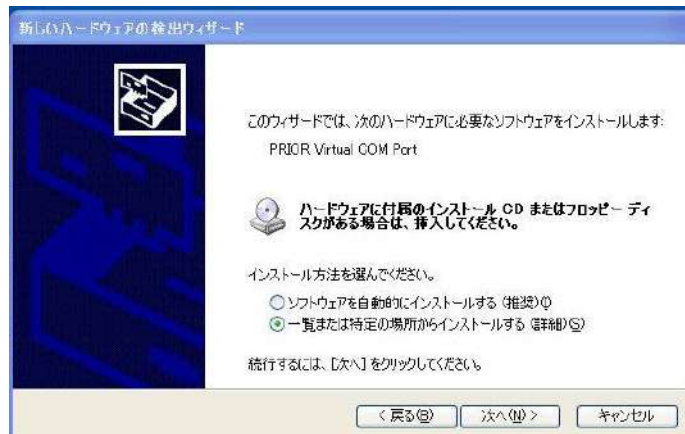 新しいハードウェアの検出ウィザード
このウィザードでは、次のハードウェアに必要なソフトウェアをインストールします:
PRIOR Virtual COM Port
ハードウェアに付属のインストール CD またはフロッピー ディ
スクがある場合は、挿入してください。
インストール方法を選んでください。
ソフトウェアを自動的にインストールする (推奨)(I)
一覧または特定の場所からインストールする (詳細)(S)
続行するには、[次へ] をクリックしてください。
< 戻る(B) 次へ(N) > キャンセル